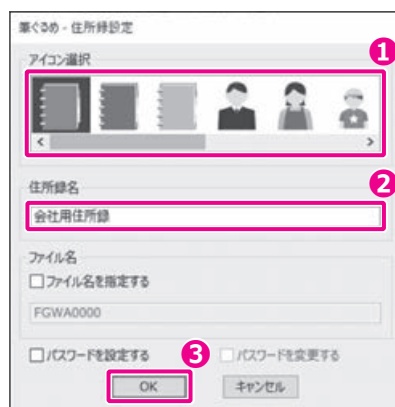 筆ぐるめ - 住所録設定
アイコン選択
1
住所録名
2
会社用住所録
ファイル名
ファイル名を指定する
FGWA0000
パスワードを設定する 3 パスワードを変更する
OK キャンセル